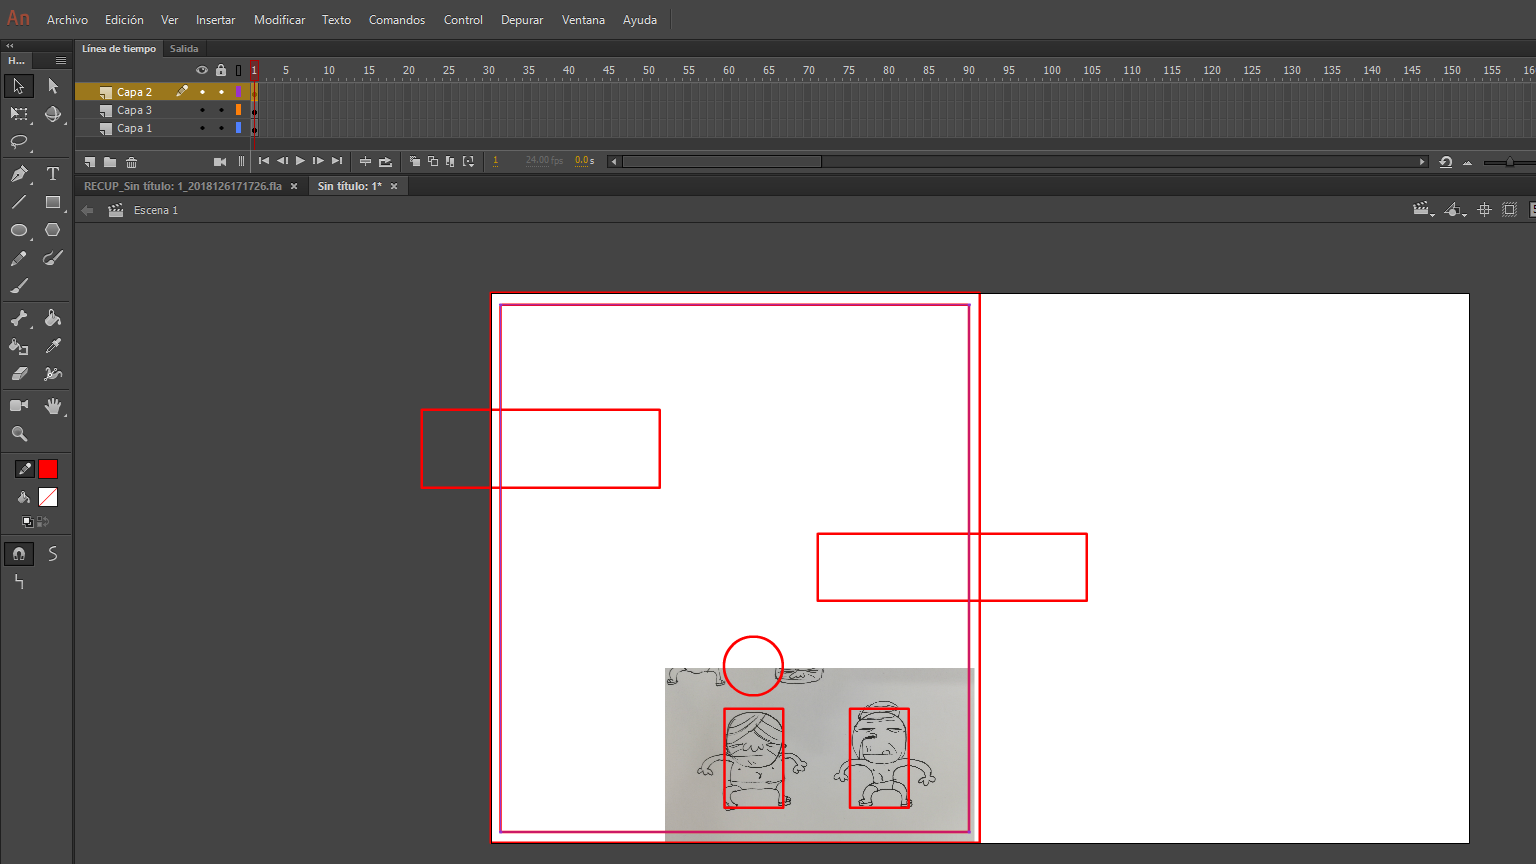 An Archivo Edición Ver Insertar Modificar Texto Comandos Control Depurar Ventana Ayuda
H... Línea de tiempo Salida
1 5 10 15 20 25 30 35 40 45 50 55 60 65 70 75 80 85 90 95 100 105 110 115 120 125 130 135 140 145 150 155 16
Capa 2
Capa 3
Capa 1
1 24.00 fps 0.0 s
RECUP_Sin título: 1_2018126171726.fla × Sin título: 1* ×
Escena 1
T